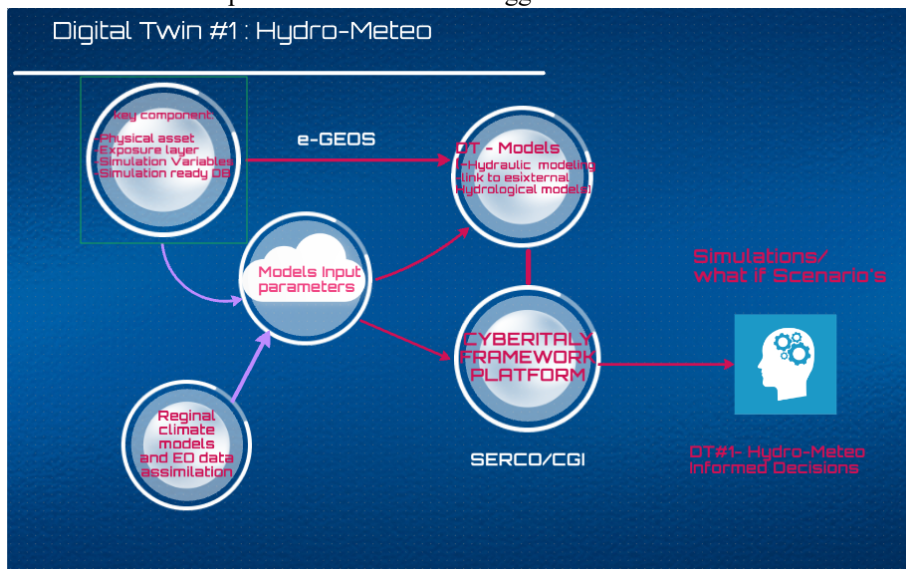 Digital Twin #1 : Hydro-Meteo
key component
-Physical asset
-Exposure layer
-Simulation Variables
-Simulation ready DB
e-GEOS
DT - Models
[-Hydraulic modeling
-link to esixternal
Hydrological models]
Models Input
parameters
Simulations/
what if Scenario's
CYBERITALY
FRAMEWORK
PLATFORM
Reginal
climate
models
and EO data
assimilation
SERCO/CGI
DT#1- Hydro-Meteo
Informed Decisions